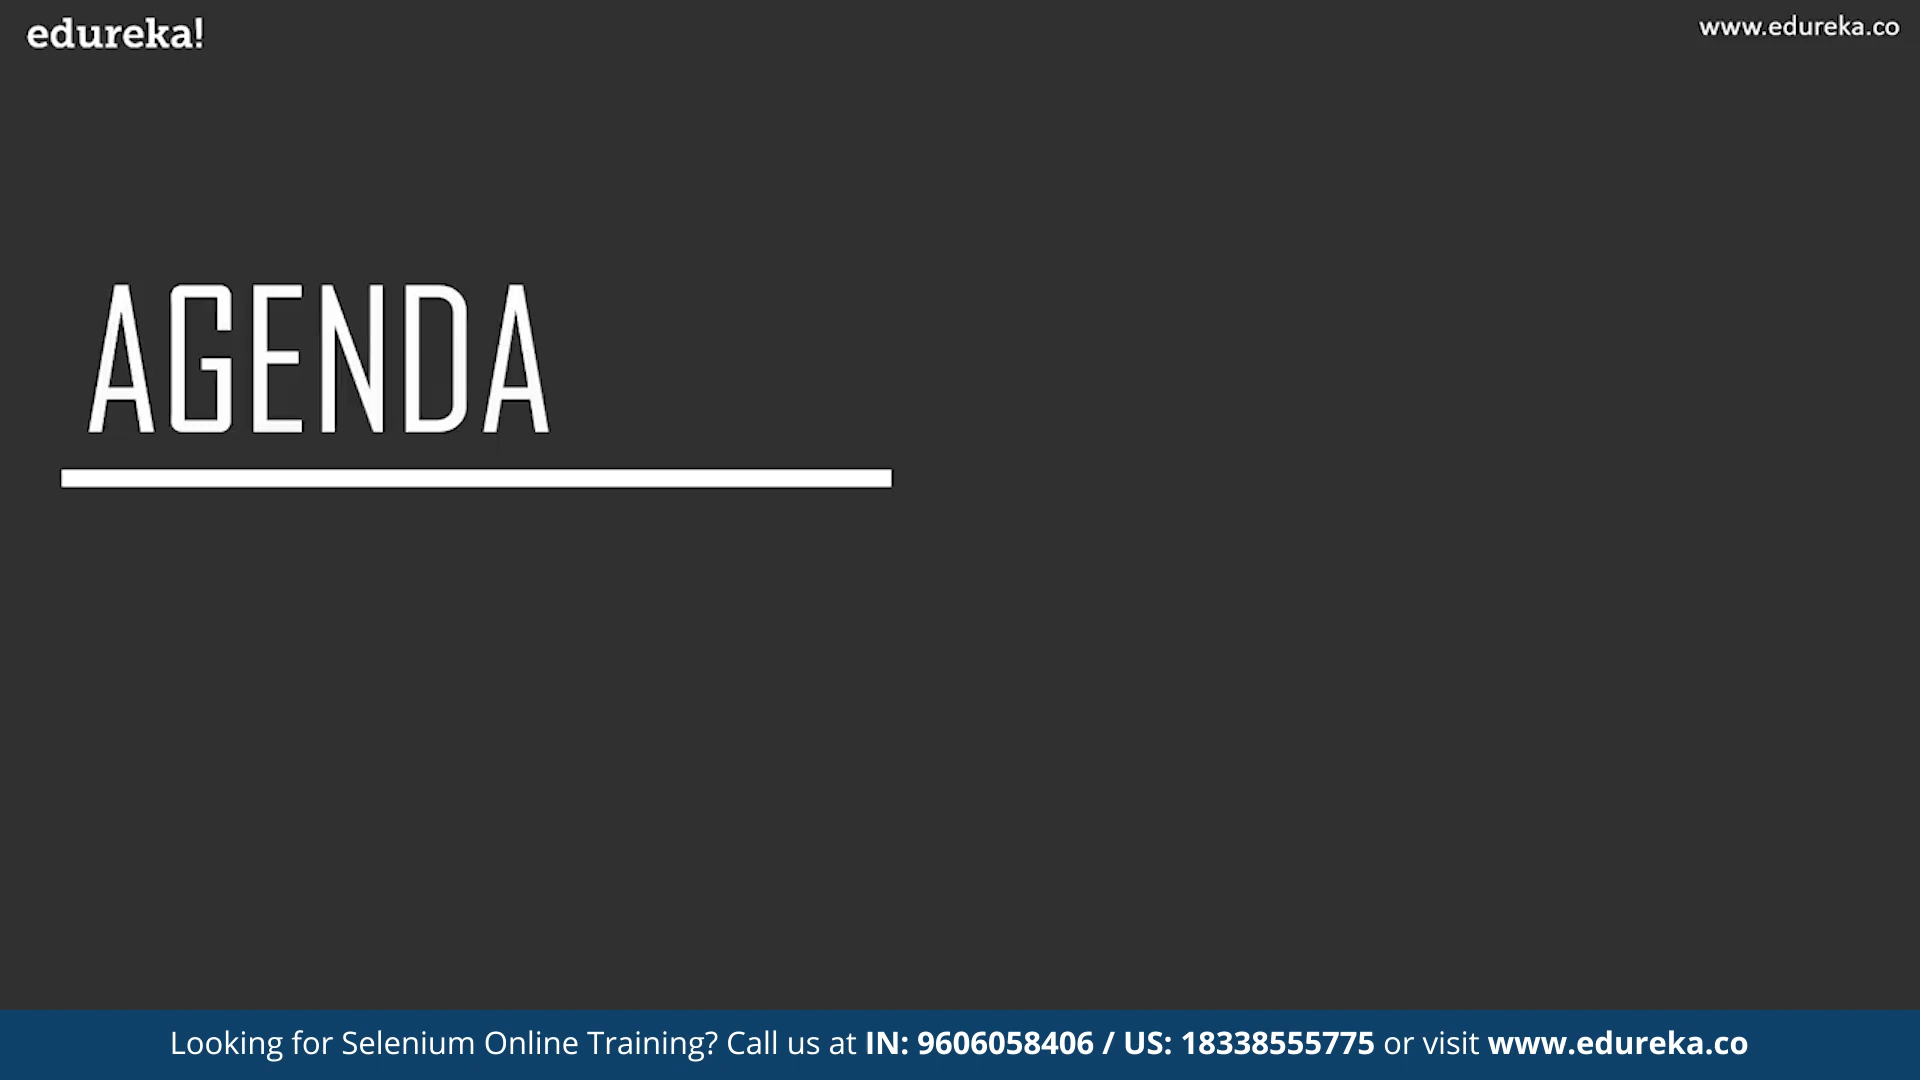 edureka!
www.edureka.co
AGENDA
Looking for Selenium Online Training? Call us at IN: 9606058406 / US: 18338555775 or visit www.edureka.co